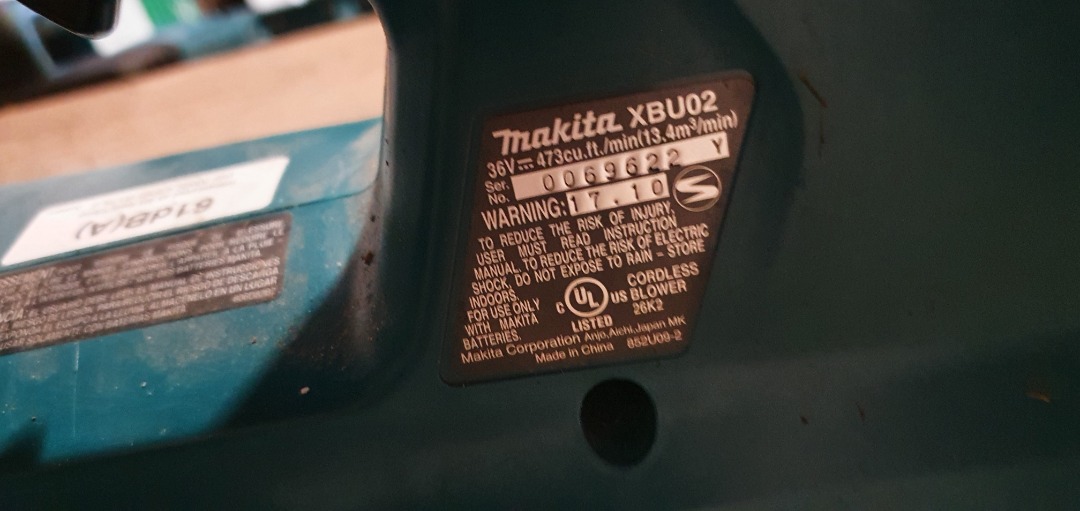 makita XBU02
36V⎓473cu.ft./min(13.4m³/min)
Ser. No. 0069622 Y
WARNING: 17.10
TO REDUCE THE RISK OF INJURY,
USER MUST READ INSTRUCTION
MANUAL. TO REDUCE THE RISK OF ELECTRIC
SHOCK, DO NOT EXPOSE TO RAIN – STORE
INDOORS.
FOR USE ONLY
WITH MAKITA
BATTERIES.
C UL US
LISTED
CORDLESS
BLOWER
26K2
Makita Corporation Anjo, Aichi, Japan MK
Made in China 852U09-2
61dB(A)